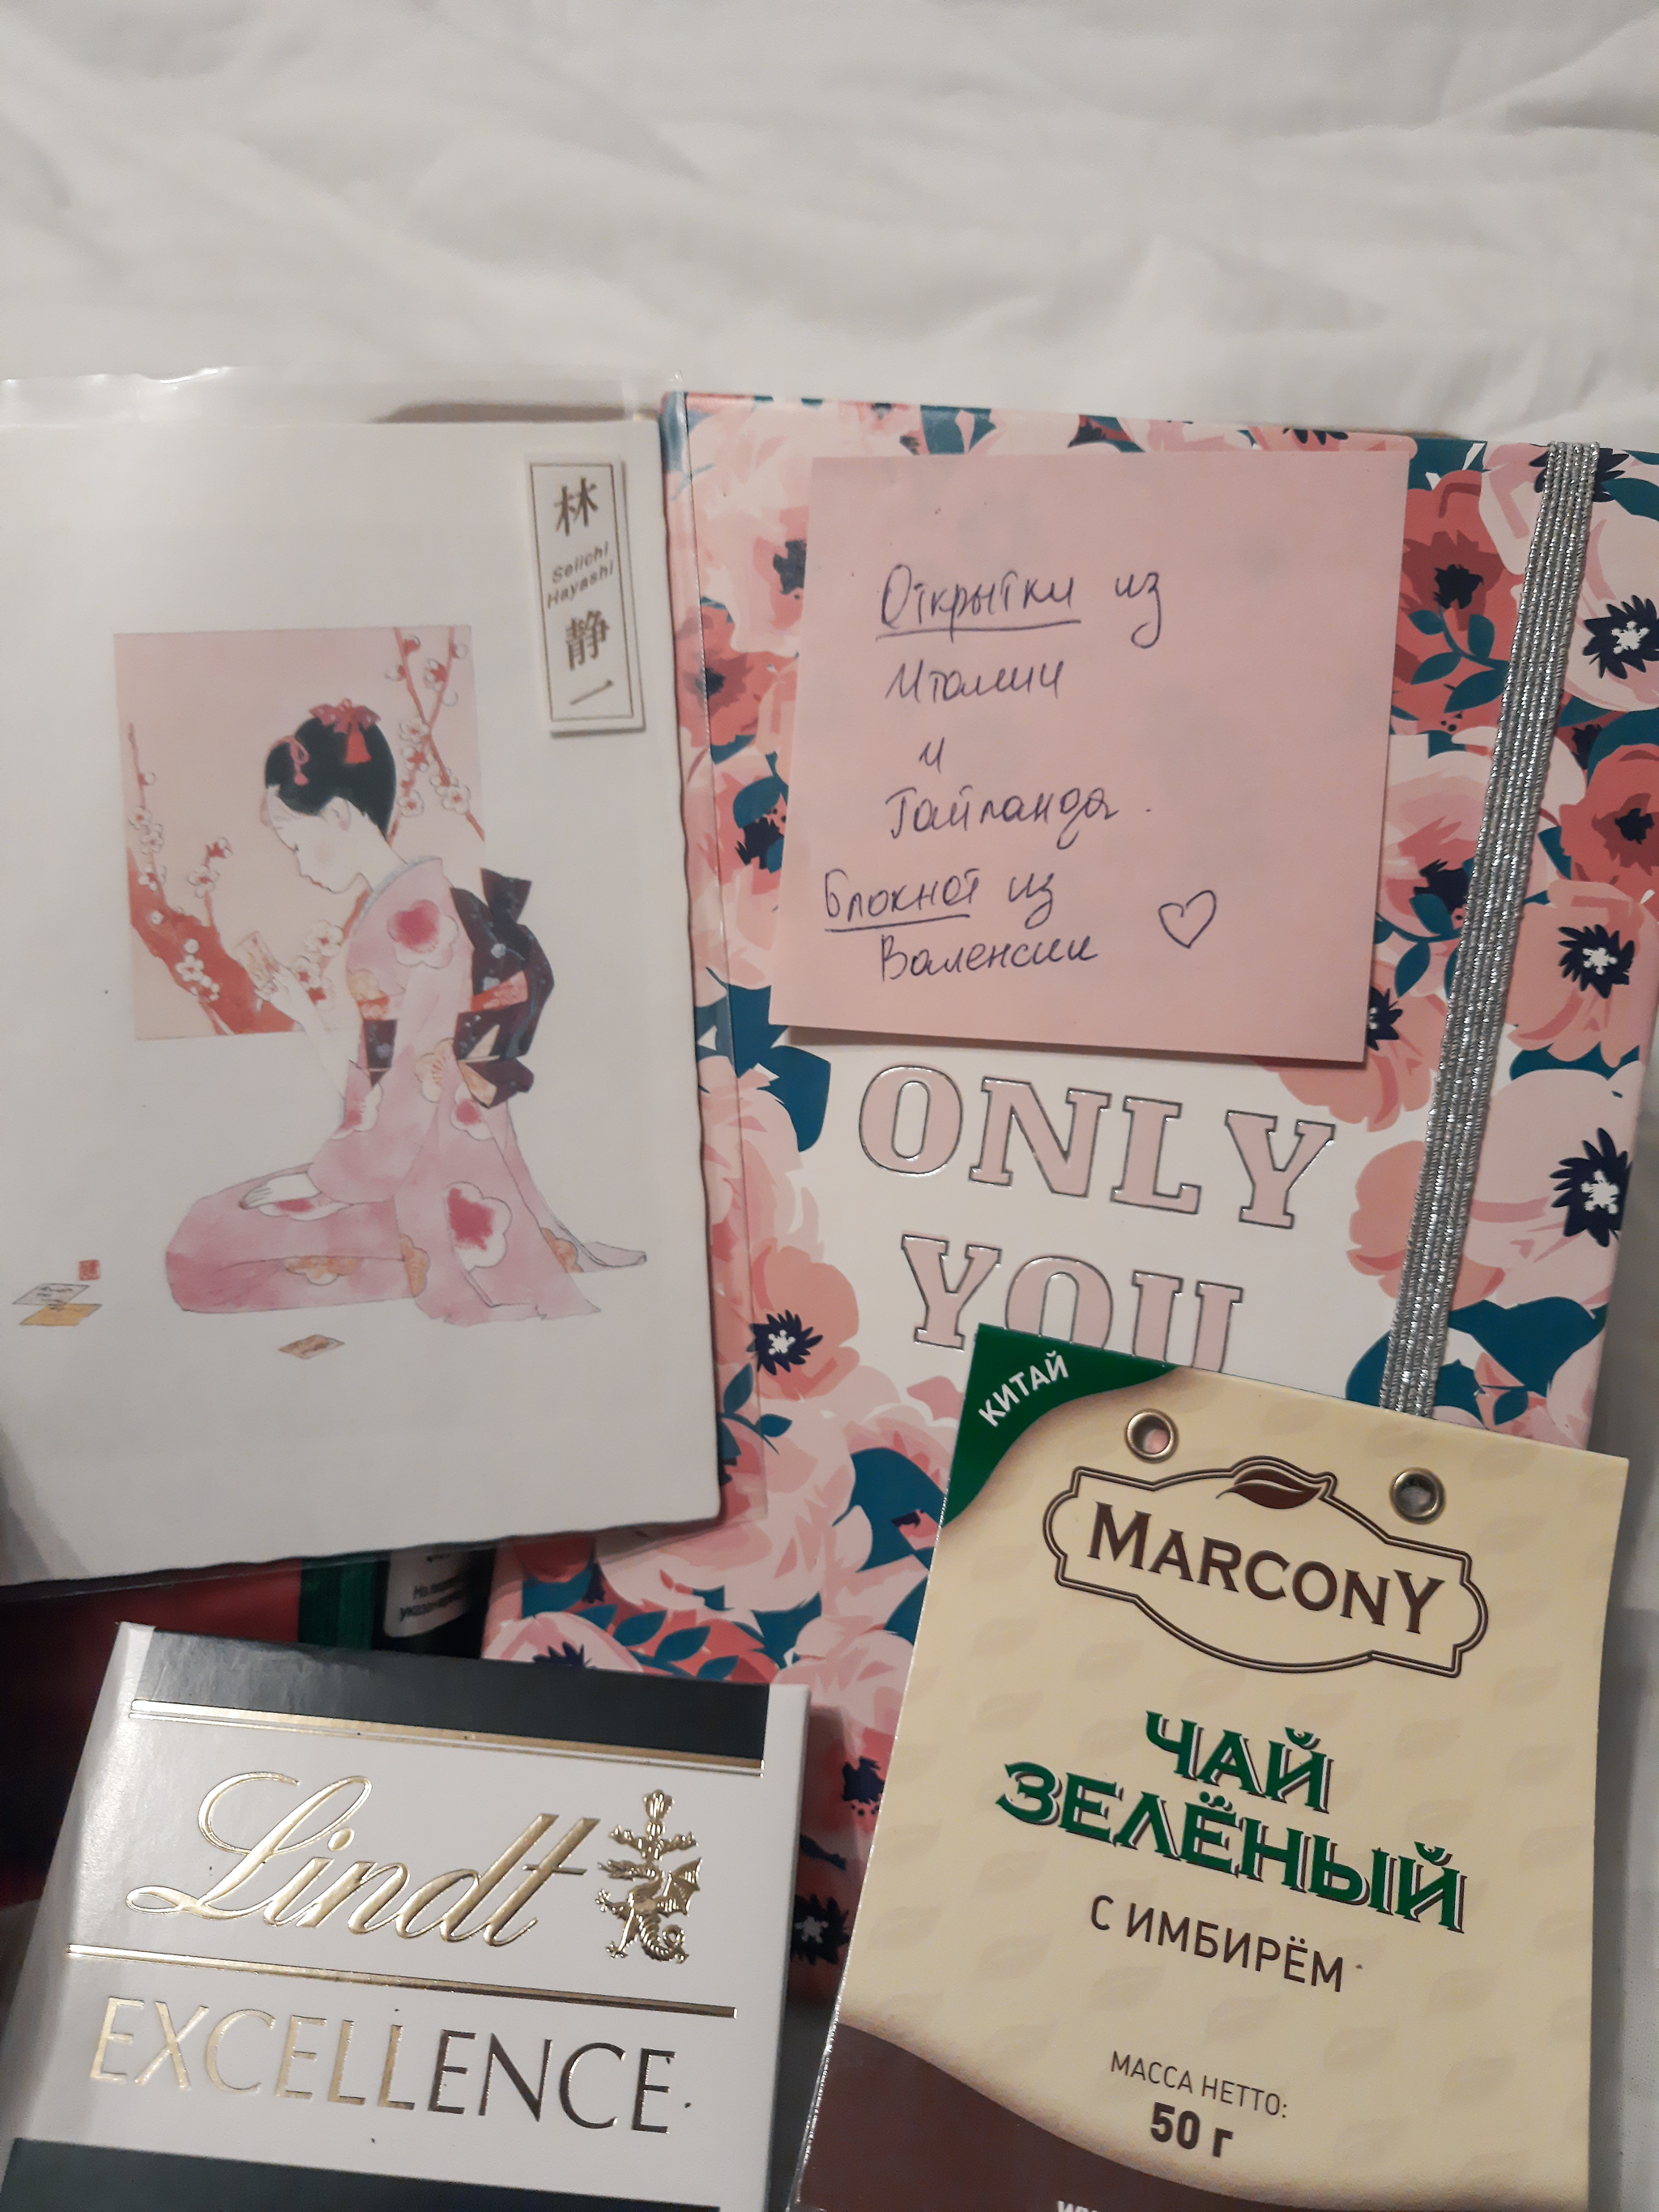 林
Seiichi
Hayashi
静
一
Открытки из
Италии
и
Тайланда.
Блокнот из
Валенсии
ONLY
YOU
КИТАЙ
MARCONY
ЧАЙ
ЗЕЛЁНЫЙ
С ИМБИРЁМ
МАССА НЕТТО:
50 г
Lindt
EXCELLENCE